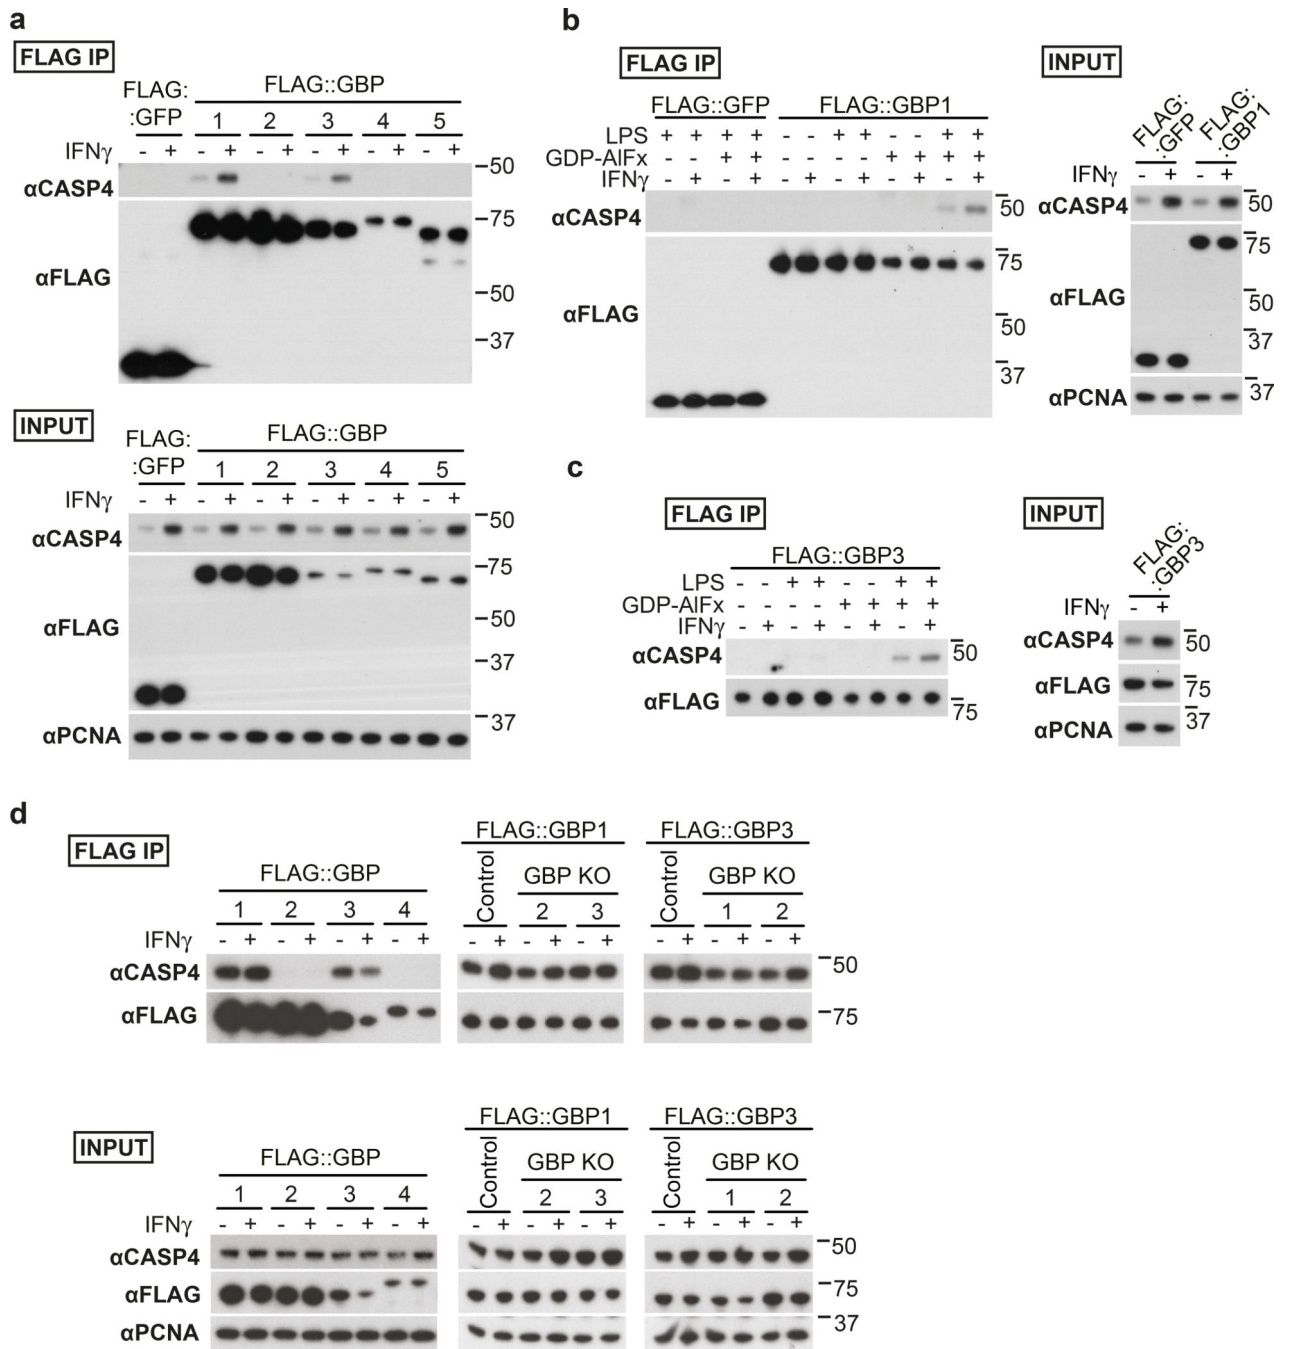 a
FLAG IP
FLAG:
:GFP
FLAG::GBP
1 2 3 4 5
IFNγ - + - + - + - + - + - +
αCASP4
50
75
αFLAG
50
37
INPUT
FLAG:
:GFP
FLAG::GBP
1 2 3 4 5
IFNγ - + - + - + - + - + - +
αCASP4
50
75
αFLAG
50
37
αPCNA
37
b
FLAG IP
FLAG::GFP FLAG::GBP1
LPS + + + + - - + + - - + +
GDP-AlFx - - + + - - - - + + + +
IFNγ - + - + - + - + - + - +
αCASP4
50
75
αFLAG
50
37
INPUT
FLAG:
:GFP
FLAG:
:GBP1
IFNγ - + - +
αCASP4
50
75
αFLAG
50
37
αPCNA
37
c
FLAG IP
FLAG::GBP3
LPS - - + + - - + +
GDP-AlFx - - - - + + + +
IFNγ - + - + - + - +
αCASP4
50
αFLAG
75
INPUT
FLAG:
:GBP3
IFNγ - +
αCASP4
50
αFLAG
75
αPCNA
37
d
FLAG IP
FLAG::GBP
1 2 3 4
IFNγ - + - + - + - +
αCASP4
αFLAG
FLAG::GBP1
Control
GBP KO
2 3
- + - + - +
FLAG::GBP3
Control
GBP KO
1 2
- + - + - +
50
75
INPUT
FLAG::GBP
1 2 3 4
IFNγ - + - + - + - +
αCASP4
αFLAG
αPCNA
FLAG::GBP1
Control
GBP KO
2 3
- + - + - +
FLAG::GBP3
Control
GBP KO
1 2
- + - + - +
50
75
37